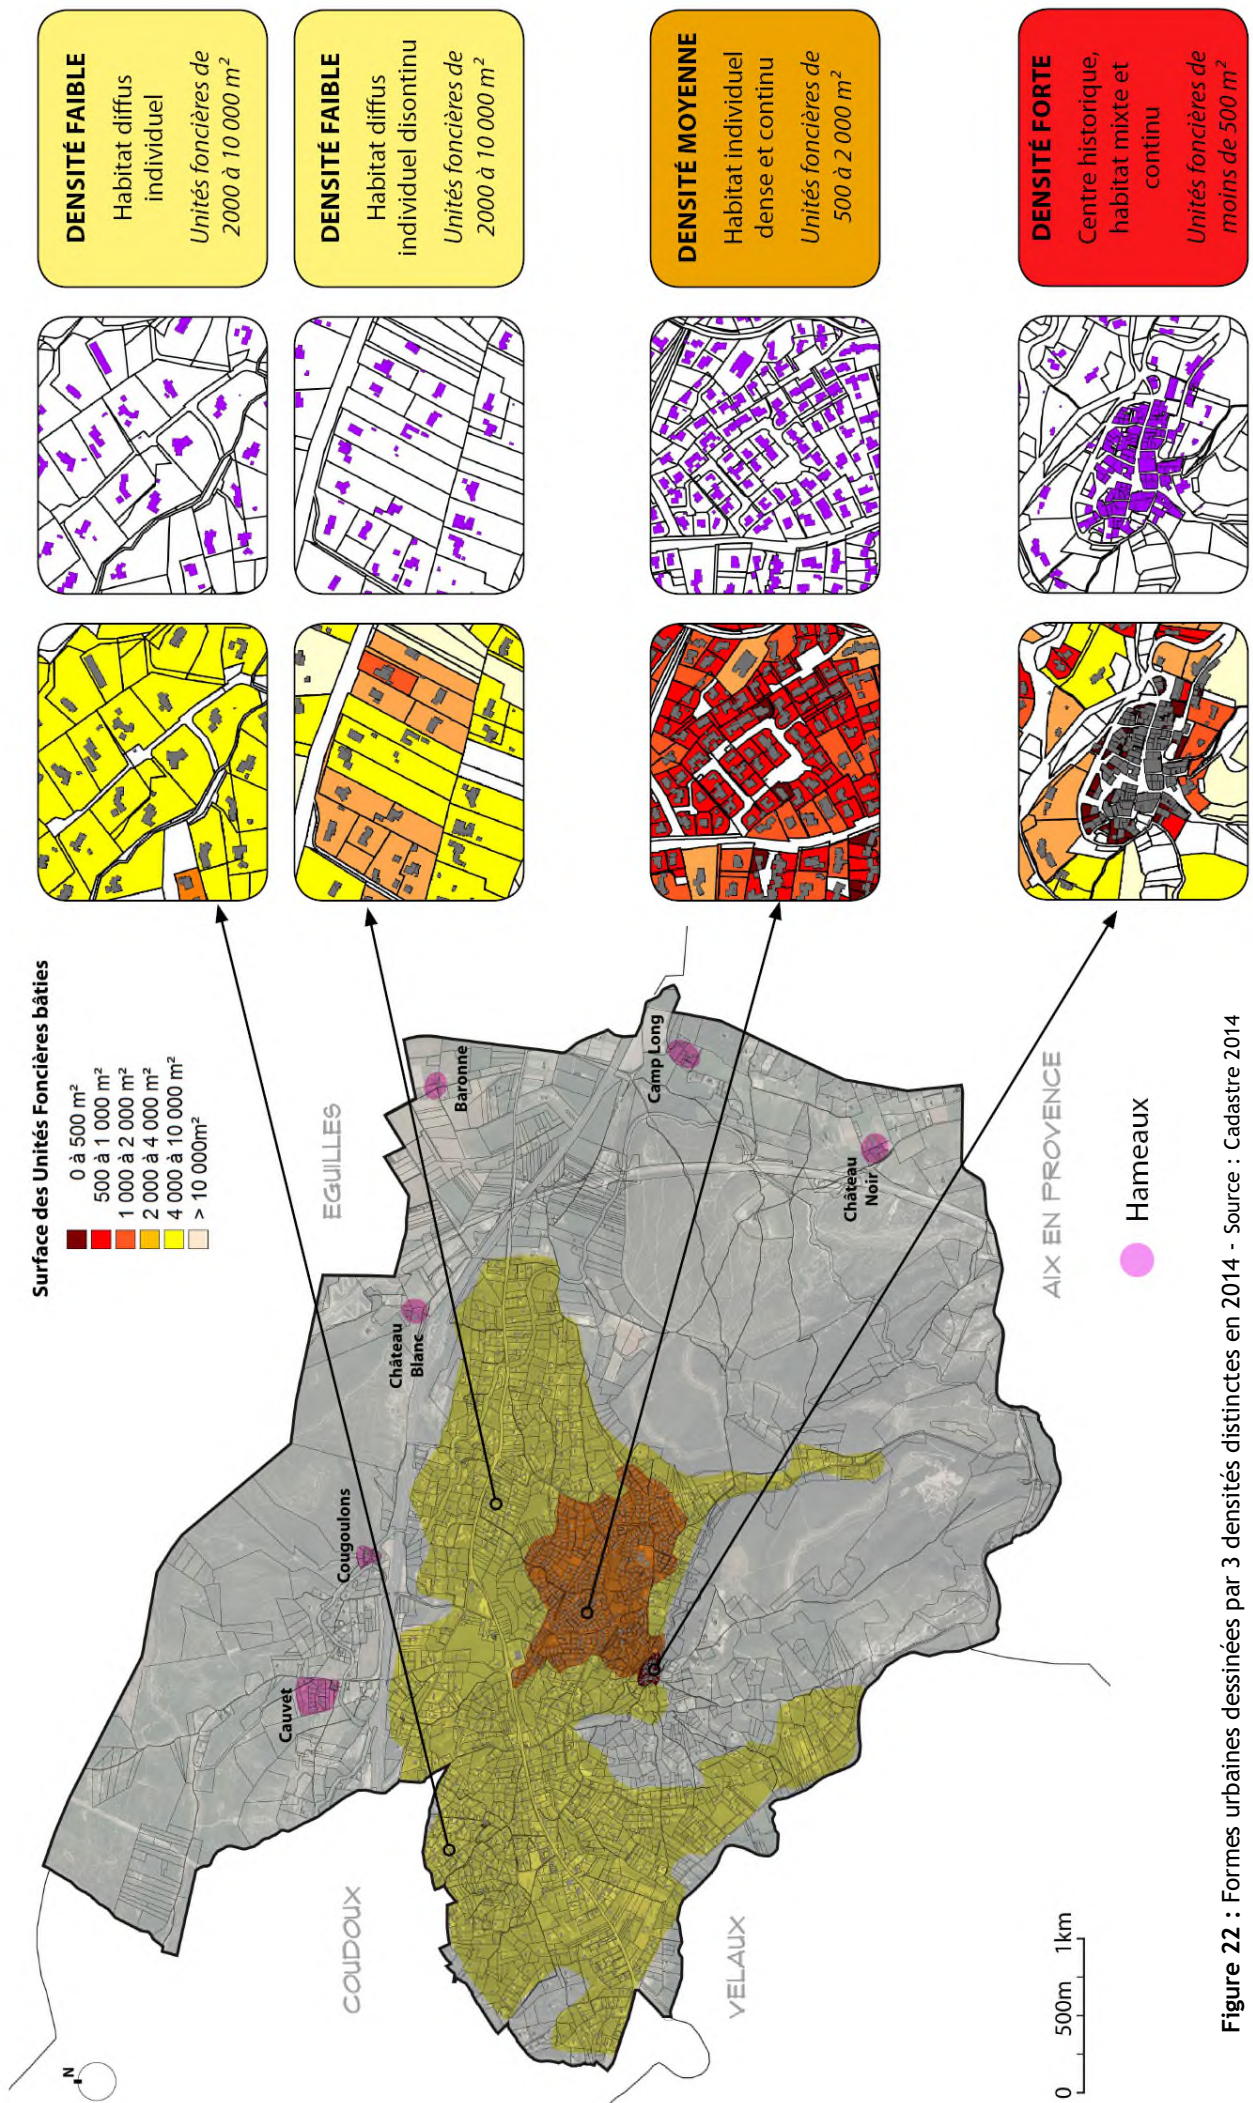 DENSITÉ FAIBLE
Habitat diffus
individuel
Unités foncières de
2000 à 10 000 m²
DENSITÉ FAIBLE
Habitat diffus
individuel disontinu
Unités foncières de
2000 à 10 000 m²
DENSITÉ MOYENNE
Habitat individuel
dense et continu
Unités foncières de
500 à 2 000 m²
DENSITÉ FORTE
Centre historique,
habitat mixte et
continu
Unités foncières de
moins de 500 m²
Surface des Unités Foncières bâties
0 à 500 m²
500 à 1 000 m²
1 000 à 2 000 m²
2 000 à 4 000 m²
4 000 à 10 000 m²
> 10 000m²
EGUILLES
Baronne
Camp Long
Château
Noir
Château
Blanc
Cougoulons
Cauvet
AIX EN PROVENCE
Hameaux
COUDOUX
VELAUX
N
0
500m
1km
Figure 22 : Formes urbaines dessinées par 3 densités distinctes en 2014 - Source : Cadastre 2014